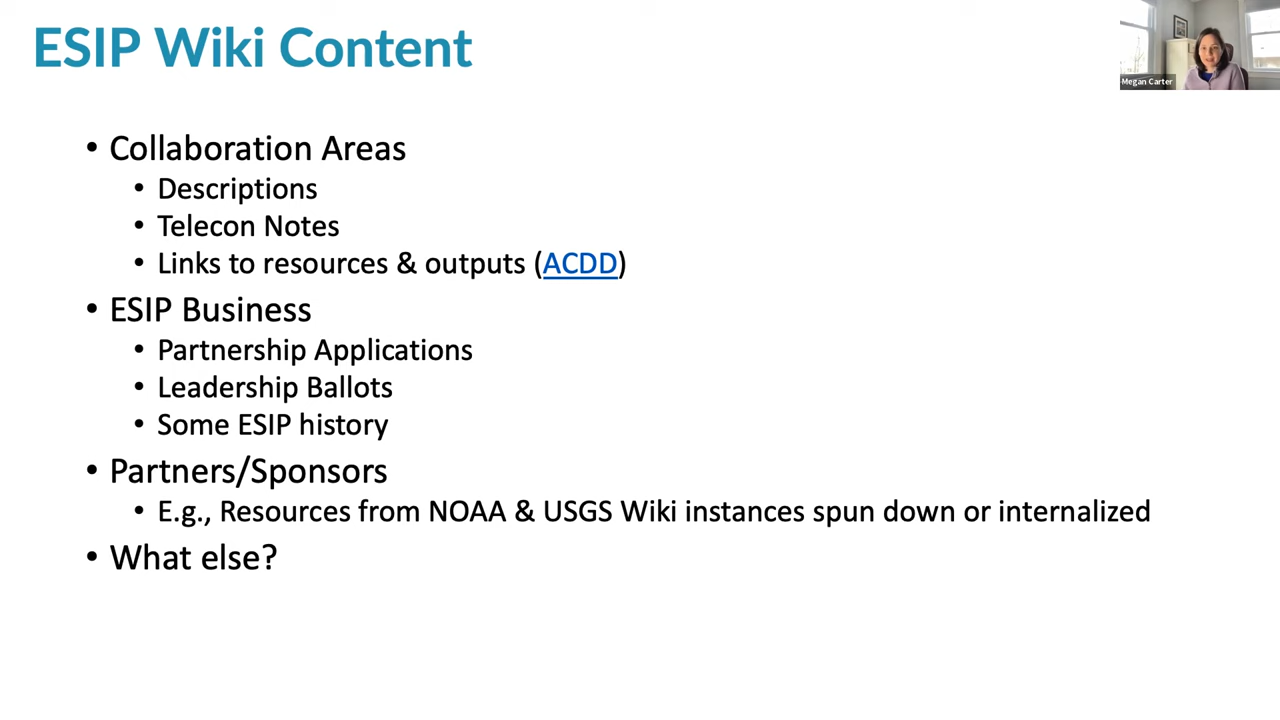 ESIP Wiki Content
Megan Carter
• Collaboration Areas
• Descriptions
• Telecon Notes
• Links to resources & outputs (ACDD)
• ESIP Business
• Partnership Applications
• Leadership Ballots
• Some ESIP history
• Partners/Sponsors
• E.g., Resources from NOAA & USGS Wiki instances spun down or internalized
• What else?